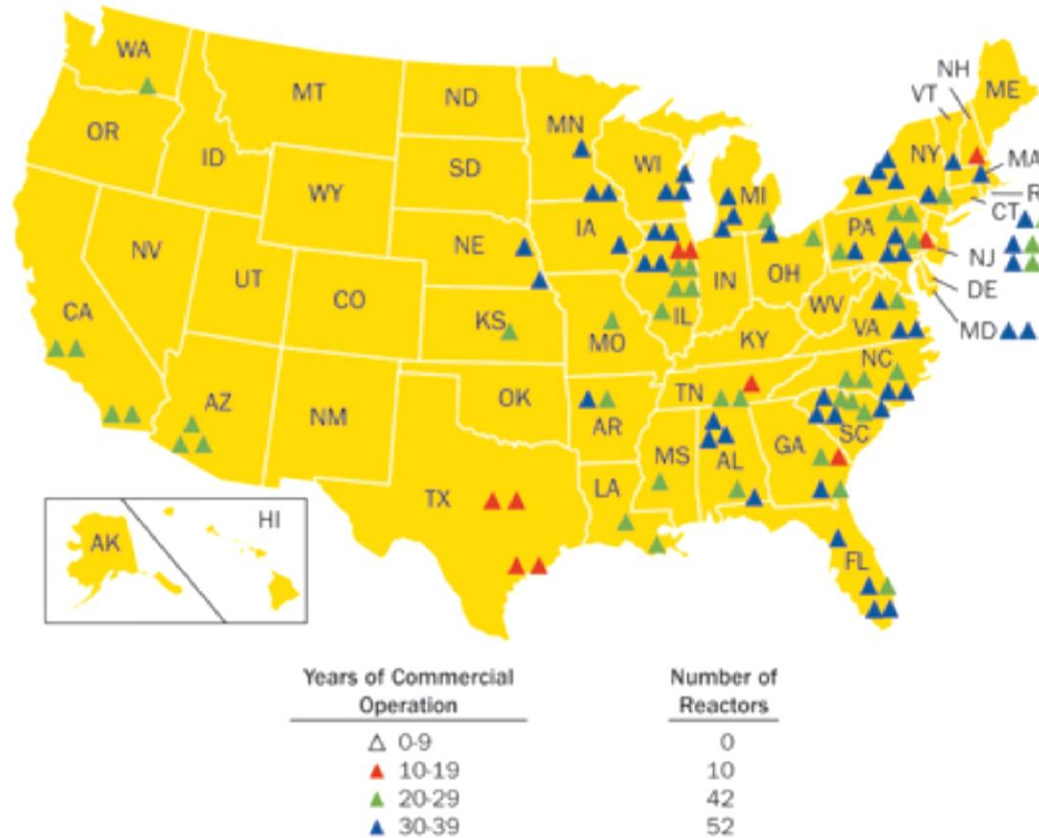 WA
MT
ND
MN
NH
VT
ME
OR
ID
SD
WI
NY
MA
WY
MI
R
CT
IA
PA
NE
NJ
NV
OH
IN
DE
UT
IL
WV
CO
CA
KS
MO
VA
MD
KY
NC
TN
OK
AZ
NM
AR
SC
MS
AL
GA
TX
LA
HI
AK
FL
Years of Commercial Operation
Number of Reactors
0-9 0
10-19 10
20-29 42
30-39 52